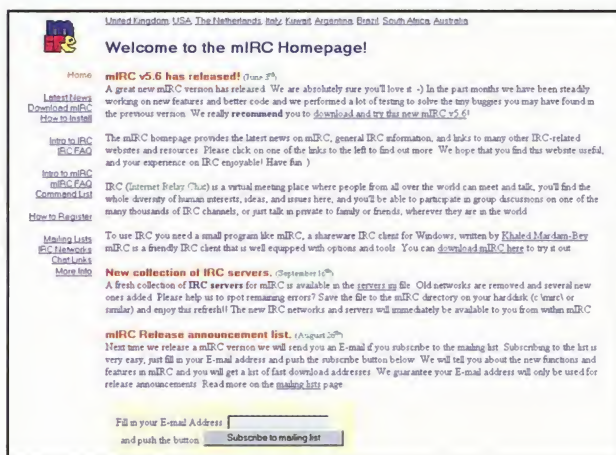 United Kingdom, USA, The Netherlands, Italy, Kuwait, Argentina, Brazil, South Africa, Australia
mIRC
Welcome to the mIRC Homepage!
Home
Latest News
Download mIRC
How to Install
Intro to IRC
IRC FAQ
Intro to mIRC
mIRC FAQ
Command List
How to Register
Mailing Lists
IRC Networks
Chat Links
More Info
mIRC v5.6 has released! (June 3th)
A great new mIRC version has released. We are absolutely sure you'll love it :-) In the past months we have been steadily
working on new features and better code and we performed a lot of testing to solve the tiny bugges you may have found in
the previous version. We really recommend you to download and try this new mIRC v5.6!
The mIRC homepage provides the latest news on mIRC, general IRC information, and links to many other IRC-related
websites and resources. Please click on one of the links to the left to find out more. We hope that you find this website useful,
and your experience on IRC enjoyable! Have fun :)
IRC (Internet Relay Chat) is a virtual meeting place where people from all over the world can meet and talk; you'll find the
whole diversity of human interests, ideas, and issues here, and you'll be able to participate in group discussions on one of the
many thousands of IRC channels, or just talk in private to family or friends, wherever they are in the world.
To use IRC you need a small program like mIRC, a shareware IRC client for Windows, written by Khaled Mardam-Bey.
mIRC is a friendly IRC client that is well equipped with options and tools. You can download mIRC here to try it out.
New collection of IRC servers. (September 16th)
A fresh collection of IRC servers for mIRC is available in the servers.ini file. Old networks are removed and several new
ones added. Please help us to spot remaining errors? Save the file to the mIRC directory on your harddisk (c:\mirc\ or
similar) and enjoy this refresh!! The new IRC networks and servers will immediately be available to you from within mIRC
mIRC Release announcement list. (August 26th)
Next time we release a mIRC version we will send you an E-mail if you subscribe to the mailing list. Subscribing to the list is
very easy, just fill in your E-mail address and push the subscribe button below. We will tell you about the new functions and
features in mIRC and you will get a list of fast download addresses. We guarantee your E-mail address will only be used for
release announcements. Read more on the mailing lists page.
Fill in your E-mail Address
and push the button
Subscribe to mailing list